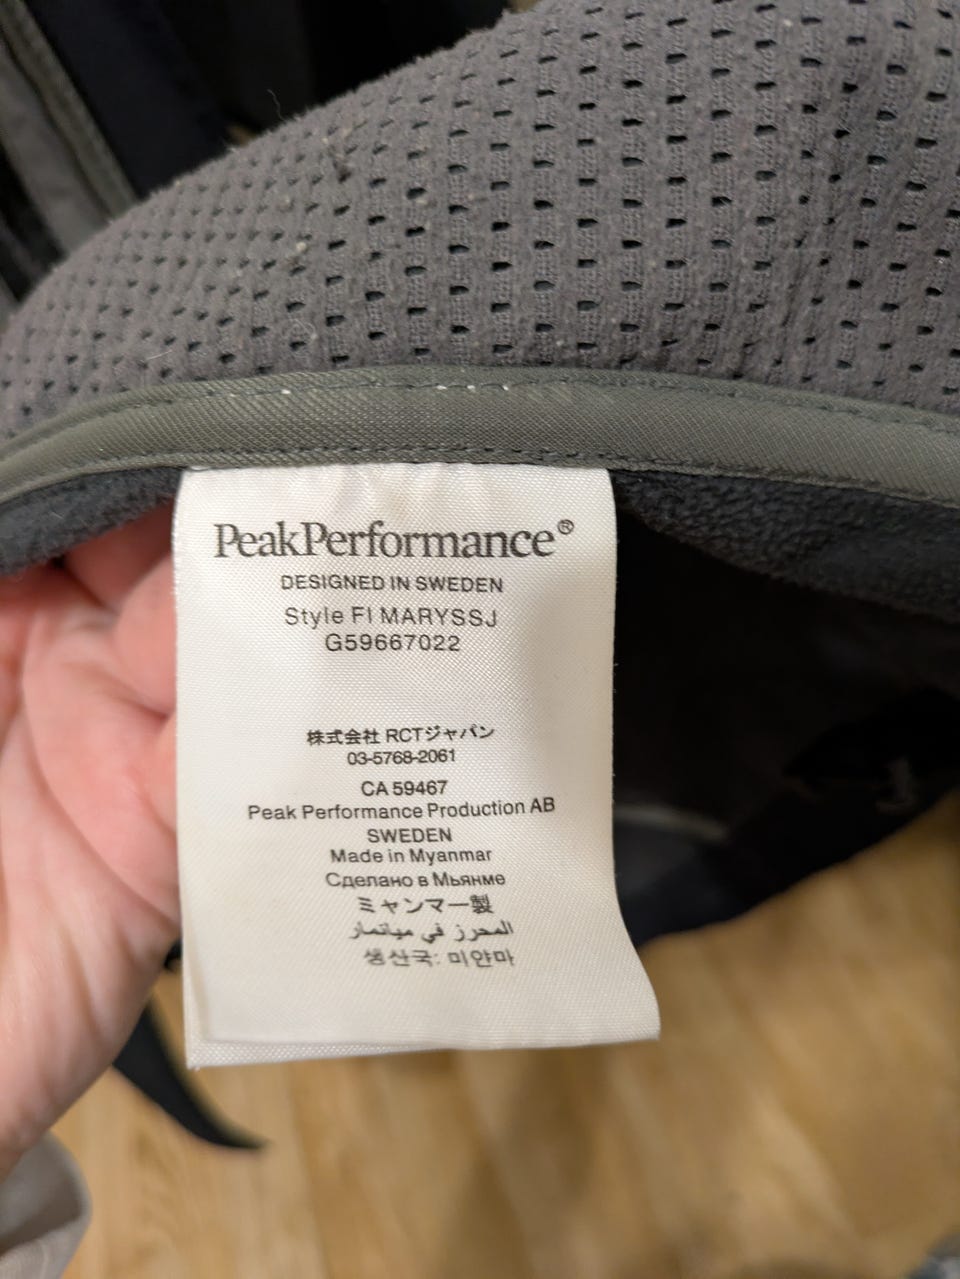 PeakPerformance®
DESIGNED IN SWEDEN
Style FI MARYSSJ
G59667022
株式会社 RCTジャパン
03-5768-2061
CA 59467
Peak Performance Production AB
SWEDEN
Made in Myanmar
Сделано в Мьянме
ミャンマー製
المحرز في ميانمار
생산국: 미얀마